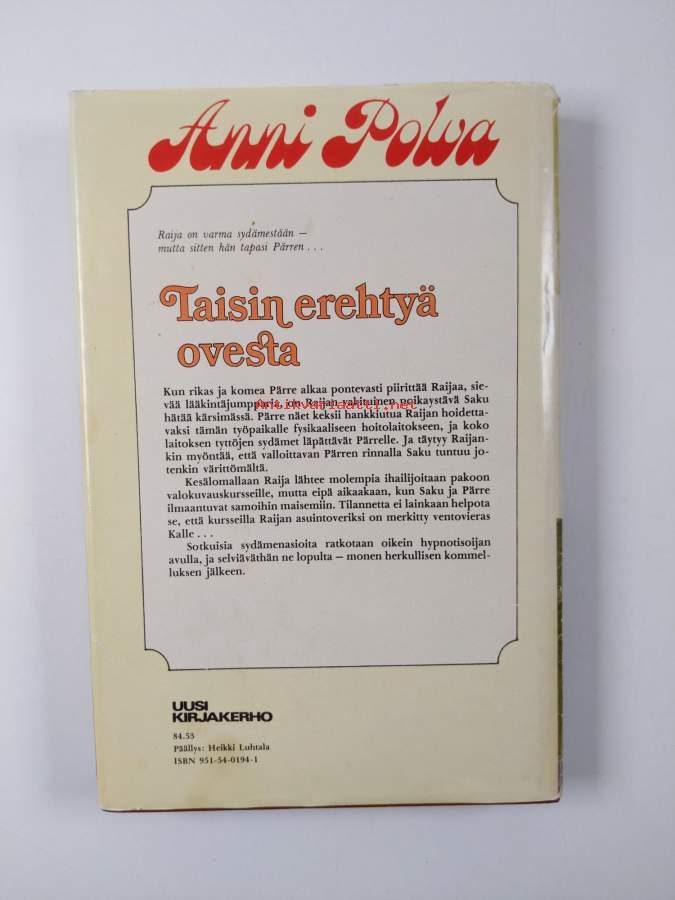 Anni Polva
Raija on varma sydämestään –
mutta sitten hän tapasi Pärren . . .
Taisin erehtyä
ovesta
Kun rikas ja komea Pärre alkaa pontevasti piirittää Raijaa, sie-
vää lääkintäjumpparia, on Raijan vakituinen poikaystävä Saku
Antikvariaatti.net
hätää kärsimässä. Pärre näet keksii hankkiutua Raijan hoidetta-
vaksi tämän työpaikalle fysikaaliseen hoitolaitokseen, ja koko
laitoksen tyttöjen sydämet läpättävät Pärrelle. Ja täytyy Raijan-
kin myöntää, että valloittavan Pärren rinnalla Saku tuntuu jo-
tenkin värittömältä.
Kesälomallaan Raija lähtee molempia ihailijoitaan pakoon
valokuvauskursseille, mutta eipä aikaakaan, kun Saku ja Pärre
ilmaantuvat samoihin maisemiin. Tilannetta ei lainkaan helpota
se, että kursseilla Raijan asuintoveriksi on merkitty ventovieras
Kalle . . .
Sotkuisia sydämenasioita ratkotaan oikein hypnotisoijan
avulla, ja selviäväthän ne lopulta – monen herkullisen kommel-
luksen jälkeen.
UUSI
KIRJAKERHO
84.53
Päällys: Heikki Luhtala
ISBN 951-54-0194-1